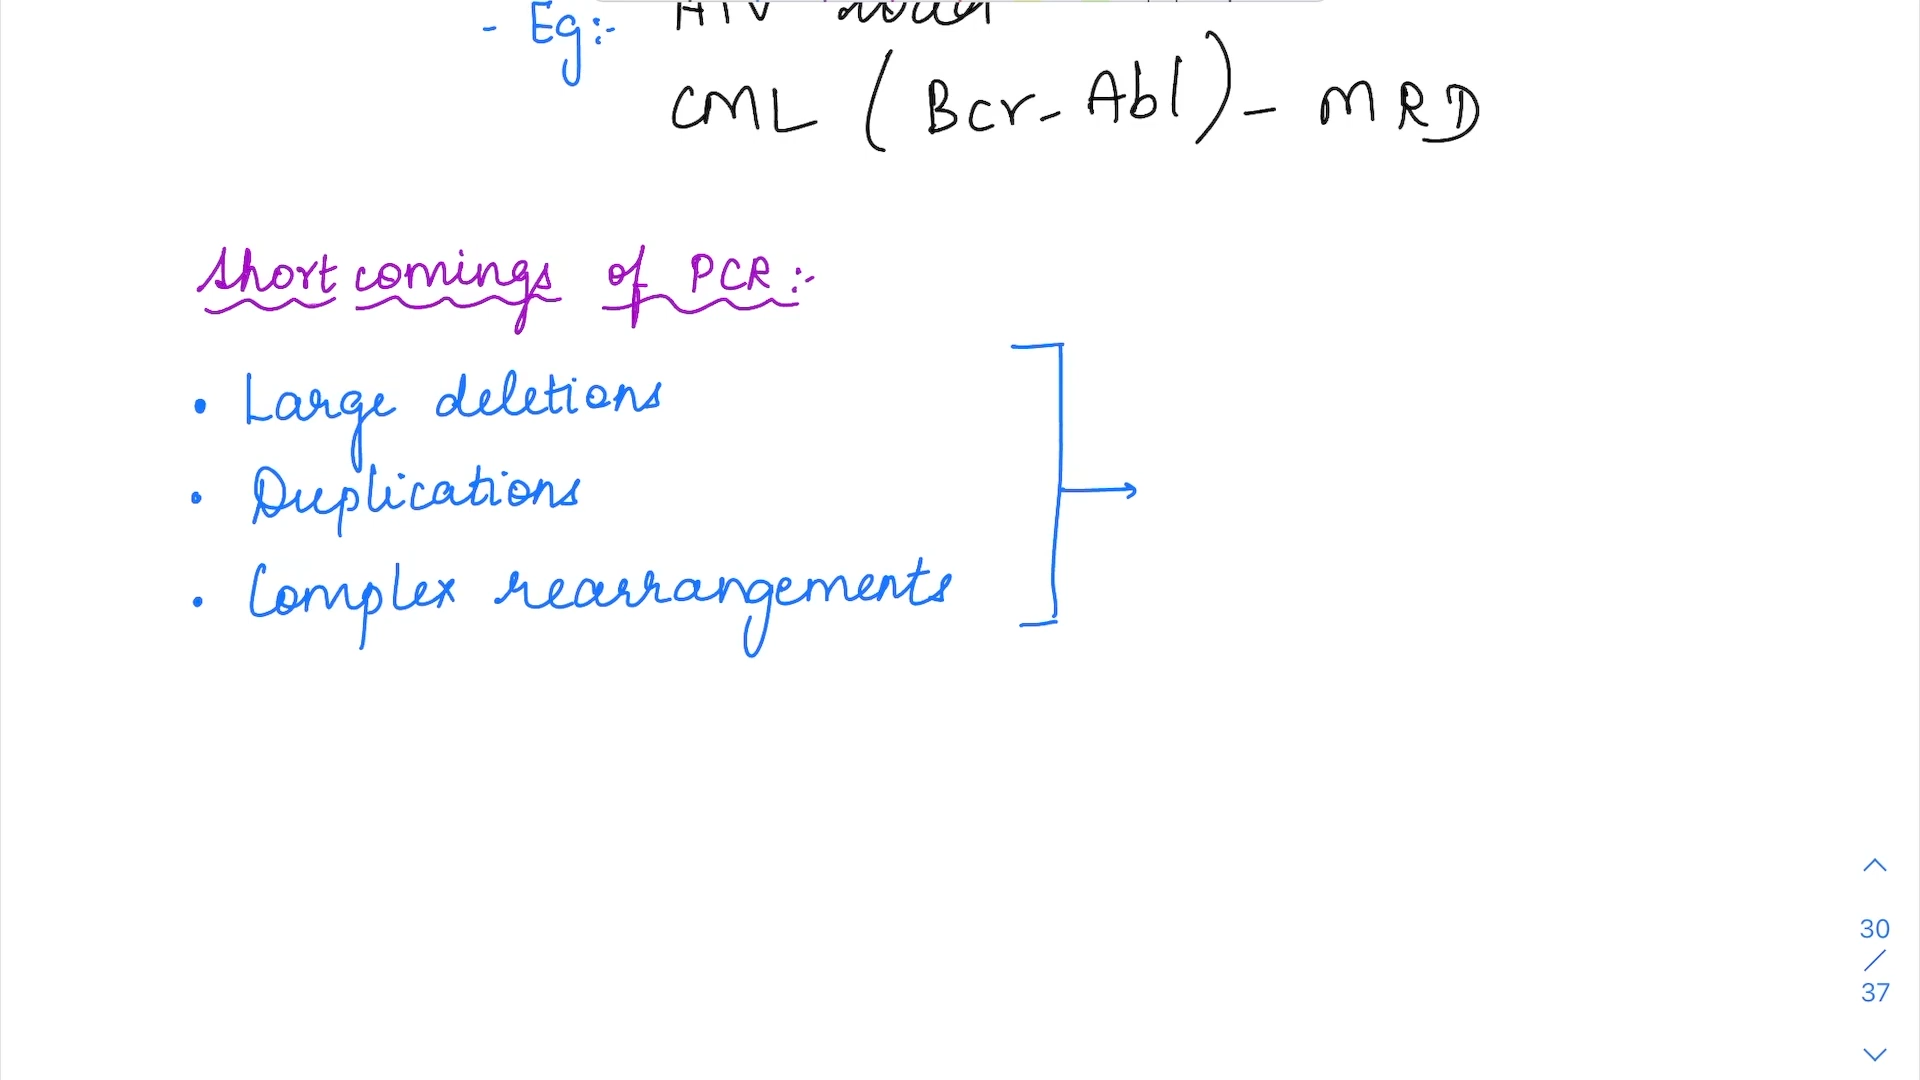 - Eg:-
CML (Bcr-Abl) - MRD
Short comings of PCR:-
• Large deletions
• Duplications
• Complex rearrangements
30
/
37